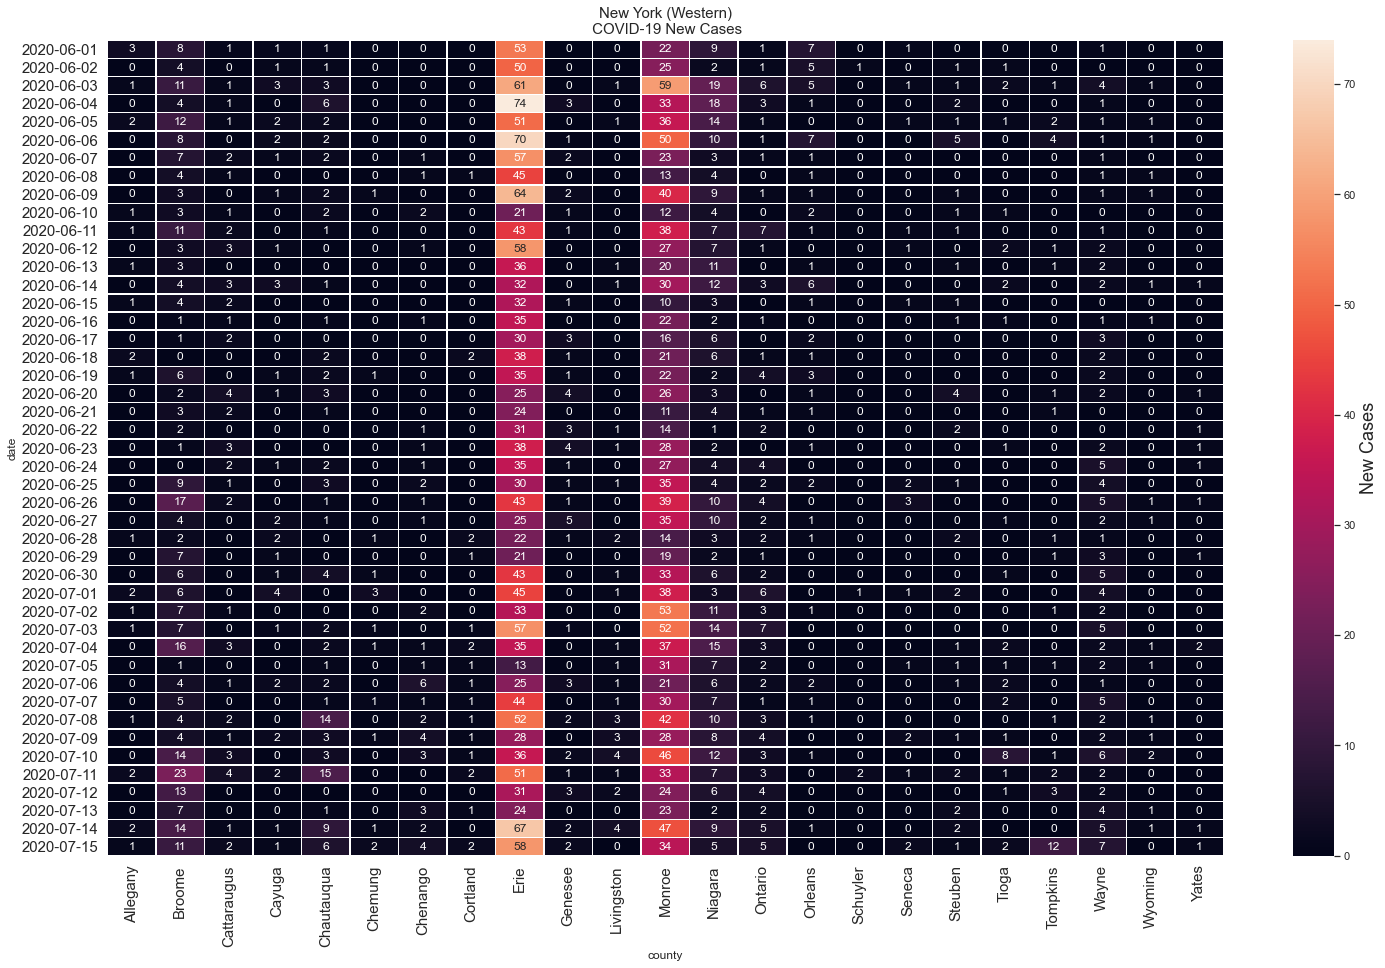 New York (Western)
COVID-19 New Cases
2020-06-01 3 8 1 1 1 0 0 0 53 0 0 22 9 1 7 0 1 0 0 0 1 0 0
2020-06-02 0 4 0 1 1 0 0 0 50 0 0 25 2 1 5 1 0 1 1 0 0 0 0
2020-06-03 1 11 1 3 3 0 0 0 61 0 1 59 19 6 5 0 1 1 2 1 4 1 0
2020-06-04 0 4 1 0 6 0 0 0 74 3 0 33 18 3 1 0 0 2 0 0 1 0 0
2020-06-05 2 12 1 2 2 0 0 0 51 0 1 36 14 1 0 0 1 1 1 2 1 1 0
2020-06-06 0 8 0 2 2 0 0 0 70 1 0 50 10 1 7 0 0 5 0 4 1 1 0
2020-06-07 0 7 2 1 2 0 1 0 57 2 0 23 3 1 1 0 0 0 0 0 1 0 0
2020-06-08 0 4 1 0 0 0 1 1 45 0 0 13 4 0 1 0 0 0 0 0 1 1 0
2020-06-09 0 3 0 1 2 1 0 0 64 2 0 40 9 1 1 0 0 1 0 0 1 1 0
2020-06-10 1 3 1 0 2 0 2 0 21 1 0 12 4 0 2 0 0 1 1 0 0 0 0
2020-06-11 1 11 2 0 1 0 0 0 43 1 0 38 7 7 1 0 1 1 0 0 1 0 0
2020-06-12 0 3 3 1 0 0 1 0 58 0 0 27 7 1 0 0 1 0 2 1 2 0 0
2020-06-13 1 3 0 0 0 0 0 0 36 0 1 20 11 0 1 0 0 1 0 1 2 0 0
2020-06-14 0 4 3 3 1 0 0 0 32 0 1 30 12 3 6 0 0 0 2 0 2 1 1
2020-06-15 1 4 2 0 0 0 0 0 32 1 0 10 3 0 1 0 1 1 0 0 0 0 0
2020-06-16 0 1 1 0 1 0 1 0 35 0 0 22 2 1 0 0 0 1 1 0 1 1 0
2020-06-17 0 1 2 0 0 0 0 0 30 3 0 16 6 0 2 0 0 0 0 0 3 0 0
2020-06-18 2 0 0 0 2 0 0 2 38 1 0 21 6 1 1 0 0 0 0 0 2 0 0
2020-06-19 1 6 0 1 2 1 0 0 35 1 0 22 2 4 3 0 0 0 0 0 2 0 0
2020-06-20 0 2 4 1 3 0 0 0 25 4 0 26 3 0 1 0 0 4 0 1 2 0 1
2020-06-21 0 3 2 0 1 0 0 0 24 0 0 11 4 1 1 0 0 0 0 1 0 0 0
2020-06-22 0 2 0 0 0 0 1 0 31 3 1 14 1 2 0 0 0 2 0 0 0 0 1
2020-06-23 0 1 3 0 0 0 1 0 38 4 1 28 2 0 1 0 0 0 1 0 2 0 1
2020-06-24 0 0 2 1 2 0 1 0 35 1 0 27 4 4 0 0 0 0 0 0 5 0 1
2020-06-25 0 9 1 0 3 0 2 0 30 1 1 35 4 2 2 0 2 1 0 0 4 0 0
2020-06-26 0 17 2 0 1 0 1 0 43 1 0 39 10 4 0 0 3 0 0 0 5 1 1
2020-06-27 0 4 0 2 1 0 1 0 25 5 0 35 10 2 1 0 0 0 1 0 2 1 0
2020-06-28 1 2 0 2 0 1 0 2 22 1 2 14 3 2 1 0 0 2 0 1 1 0 0
2020-06-29 0 7 0 1 0 0 0 1 21 0 0 19 2 1 0 0 0 0 0 1 3 0 1
2020-06-30 0 6 0 1 4 1 0 0 43 0 1 33 6 2 0 0 0 0 1 0 5 0 0
2020-07-01 2 6 0 4 0 3 0 0 45 0 1 38 3 6 0 1 1 2 0 0 4 0 0
2020-07-02 1 7 1 0 0 0 2 0 33 0 0 53 11 3 1 0 0 0 0 1 2 0 0
2020-07-03 1 7 0 1 2 1 0 1 57 1 0 52 14 7 0 0 0 0 0 0 5 0 0
2020-07-04 0 16 3 0 2 1 1 2 35 0 1 37 15 3 0 0 0 1 2 0 2 1 2
2020-07-05 0 1 0 0 1 0 1 1 13 0 1 31 7 2 0 0 1 1 1 1 2 1 0
2020-07-06 0 4 1 2 2 0 6 1 25 3 1 21 6 2 2 0 0 1 2 0 1 0 0
2020-07-07 0 5 0 0 1 1 1 1 44 0 0 30 7 1 1 0 0 0 2 0 5 0 0
2020-07-08 1 4 2 0 14 0 2 1 52 2 3 42 10 3 1 0 0 0 0 1 2 1 0
2020-07-09 0 4 1 2 3 1 4 1 28 0 3 28 8 4 0 0 2 1 1 0 2 1 0
2020-07-10 0 14 3 0 3 0 3 1 36 2 4 46 12 3 1 0 0 0 8 1 6 2 0
2020-07-11 2 23 4 2 15 0 0 2 51 1 1 33 7 3 0 2 1 2 1 2 2 0 0
2020-07-12 0 13 0 0 0 0 0 0 31 3 2 24 6 4 0 0 0 0 1 3 2 0 0
2020-07-13 0 7 0 0 1 0 3 1 24 0 0 23 2 2 0 0 0 2 0 0 4 1 0
2020-07-14 2 14 1 1 9 1 2 0 67 2 4 47 9 5 1 0 0 2 0 0 5 1 1
2020-07-15 1 11 2 1 6 2 4 2 58 2 0 34 5 5 0 0 2 1 2 12 7 0 1
date
Allegany Broome Cattaraugus Cayuga Chautauqua Chemung Chenango Cortland Erie Genesee Livingston Monroe Niagara Ontario Orleans Schuyler Seneca Steuben Tioga Tompkins Wayne Wyoming Yates
county
70
60
50
40
30
20
10
0
New Cases